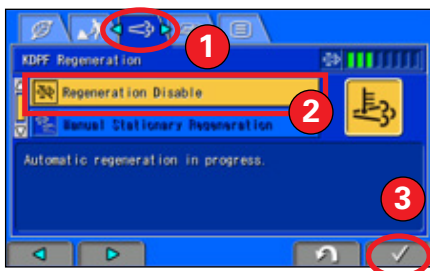 1
KDPF Regeneration
Regeneration Disable
2
Manual Stationary Regeneration
Automatic regeneration in progress.
3